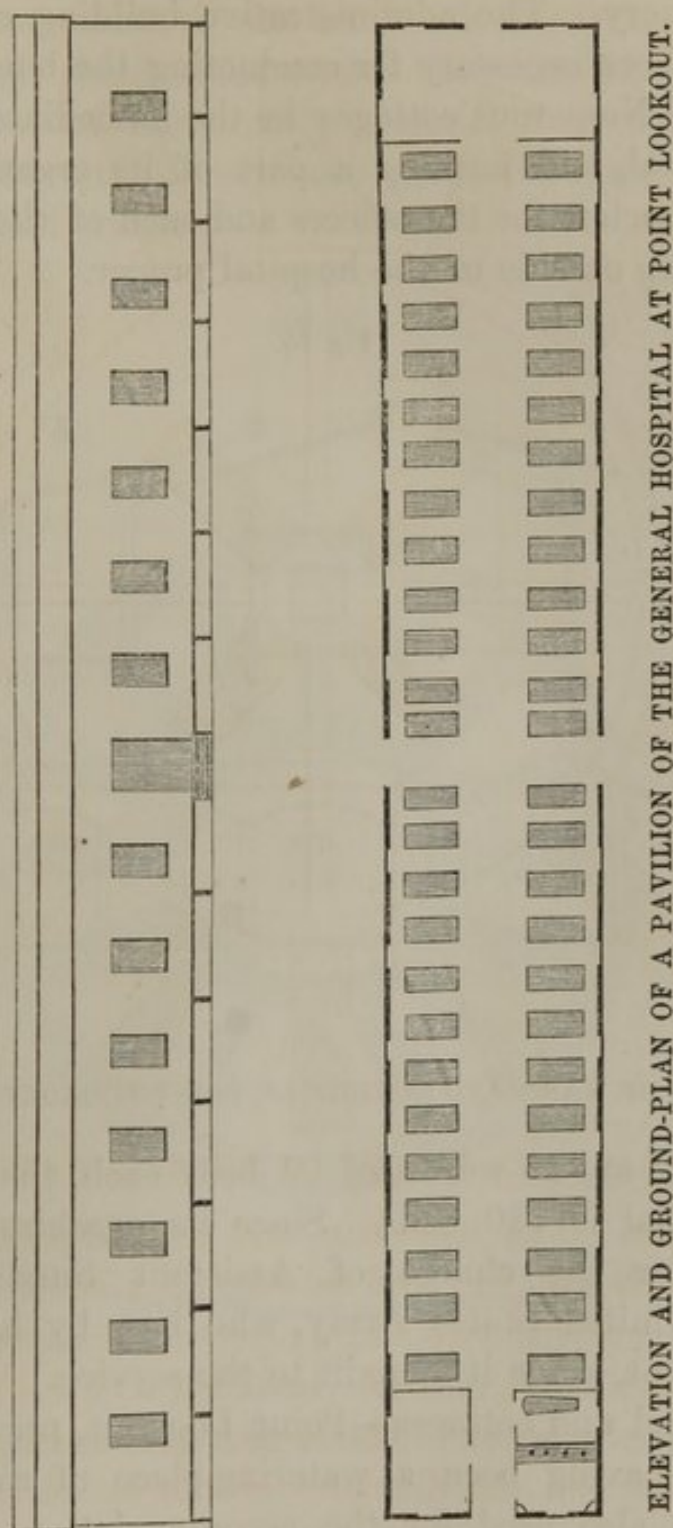 ELEVATION AND GROUND-PLAN OF A PAVILION OF THE GENERAL HOSPITAL AT POINT LOOKOUT.